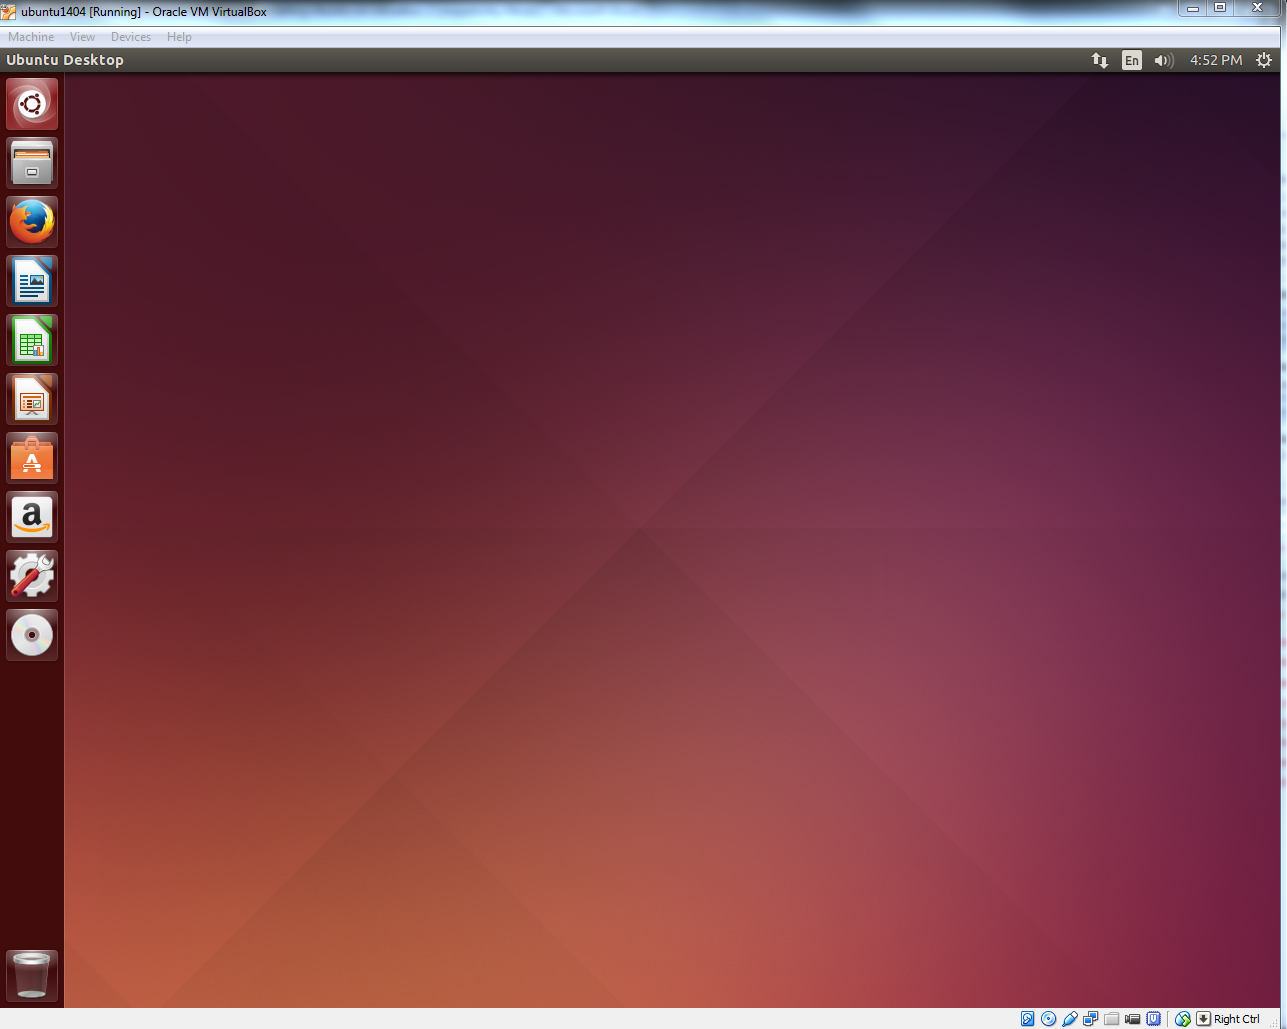 ubuntu1404 [Running] - Oracle VM VirtualBox
Machine View Devices Help
Ubuntu Desktop En 4:52 PM
A
a
Right Ctrl